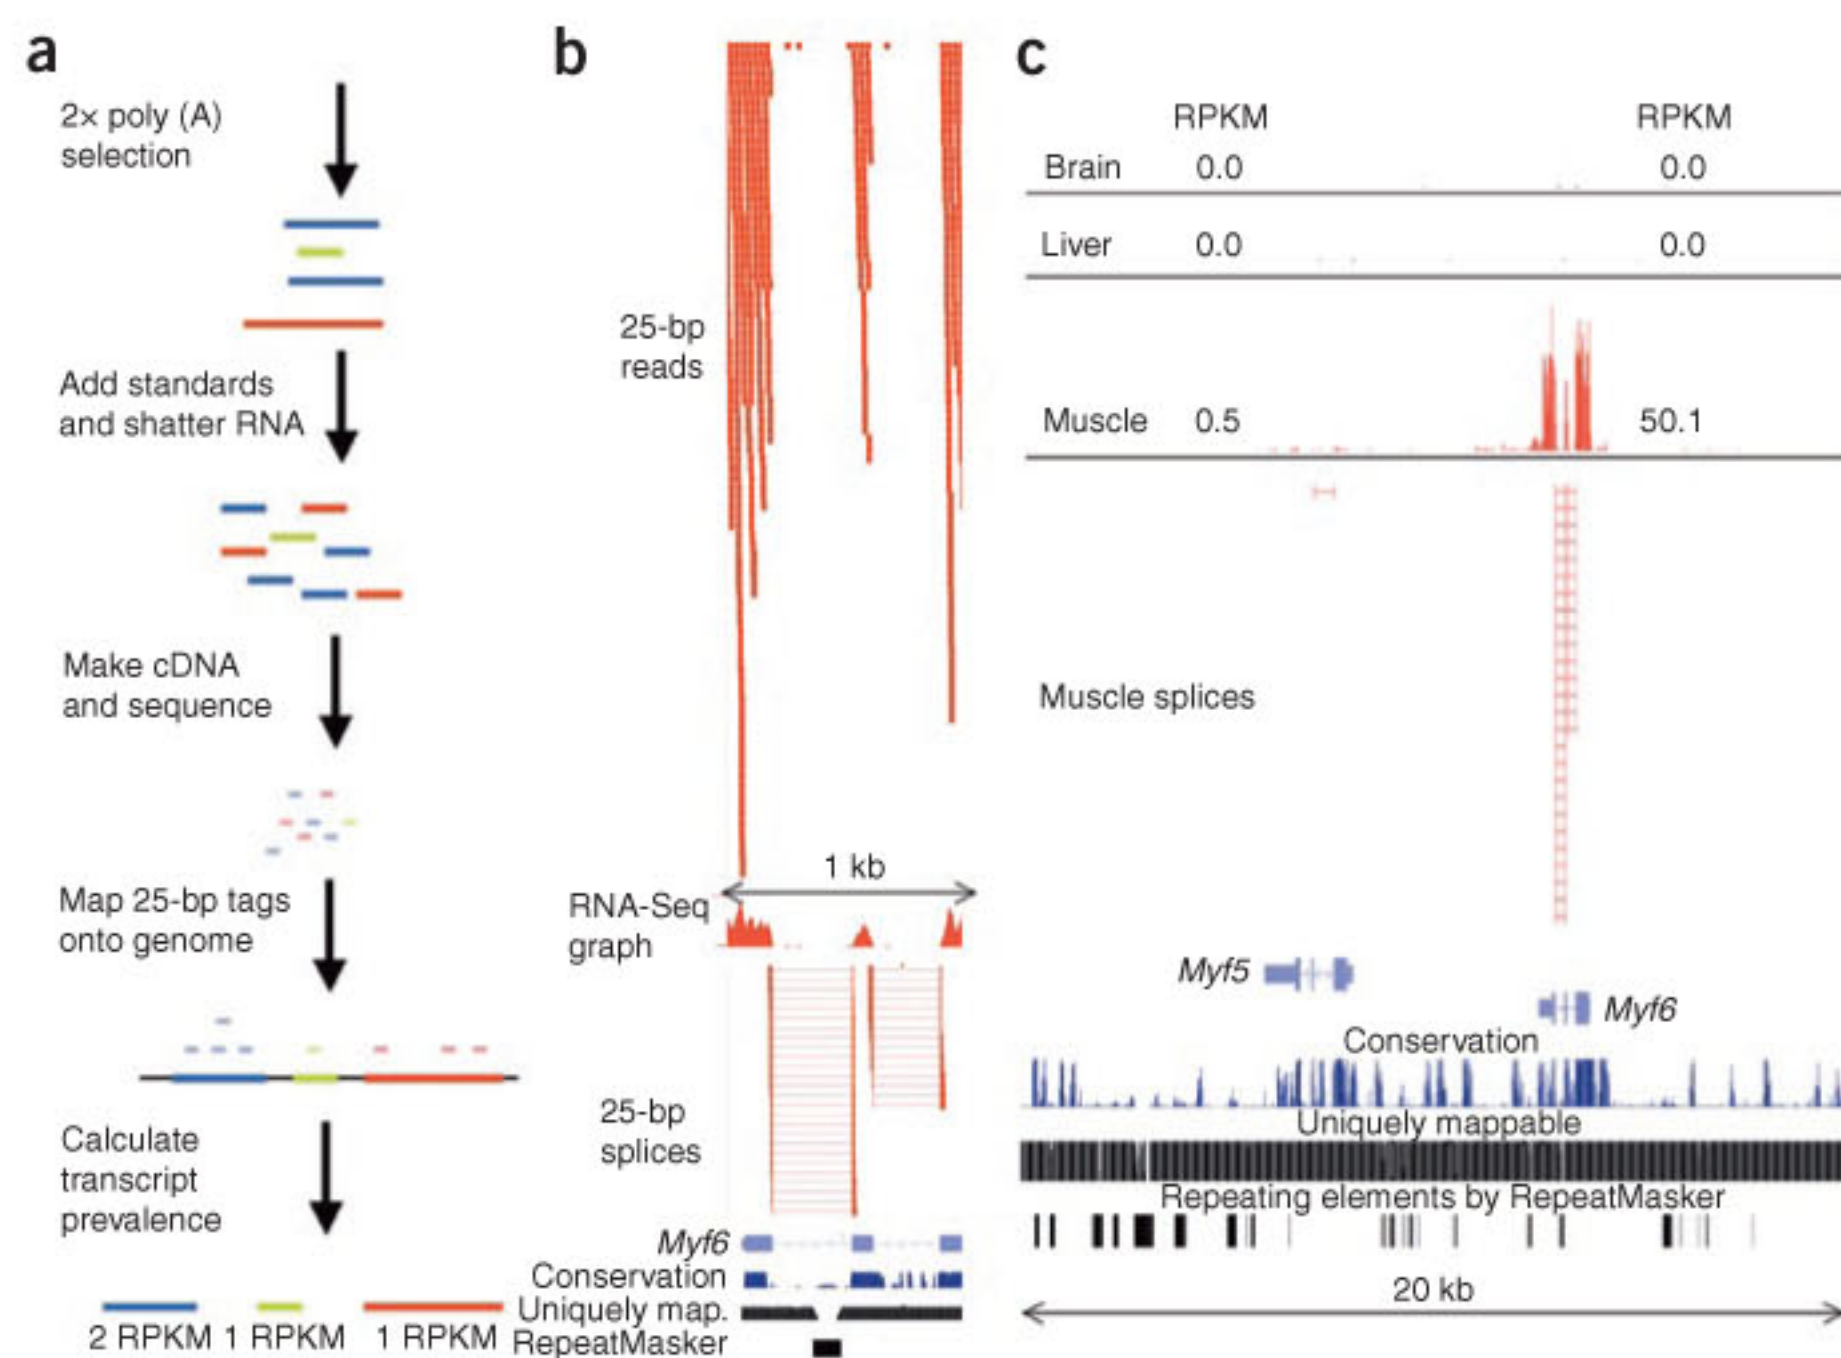 a
2× poly (A)
selection
Add standards
and shatter RNA
Make cDNA
and sequence
Map 25-bp tags
onto genome
Calculate
transcript
prevalence
2 RPKM 1 RPKM 1 RPKM
b
25-bp
reads
1 kb
RNA-Seq
graph
25-bp
splices
Myf6
Conservation
Uniquely map.
RepeatMasker
c
RPKM RPKM
Brain 0.0 0.0
Liver 0.0 0.0
Muscle 0.5 50.1
Muscle splices
Myf5
Myf6
Conservation
Uniquely mappable
Repeating elements by RepeatMasker
20 kb